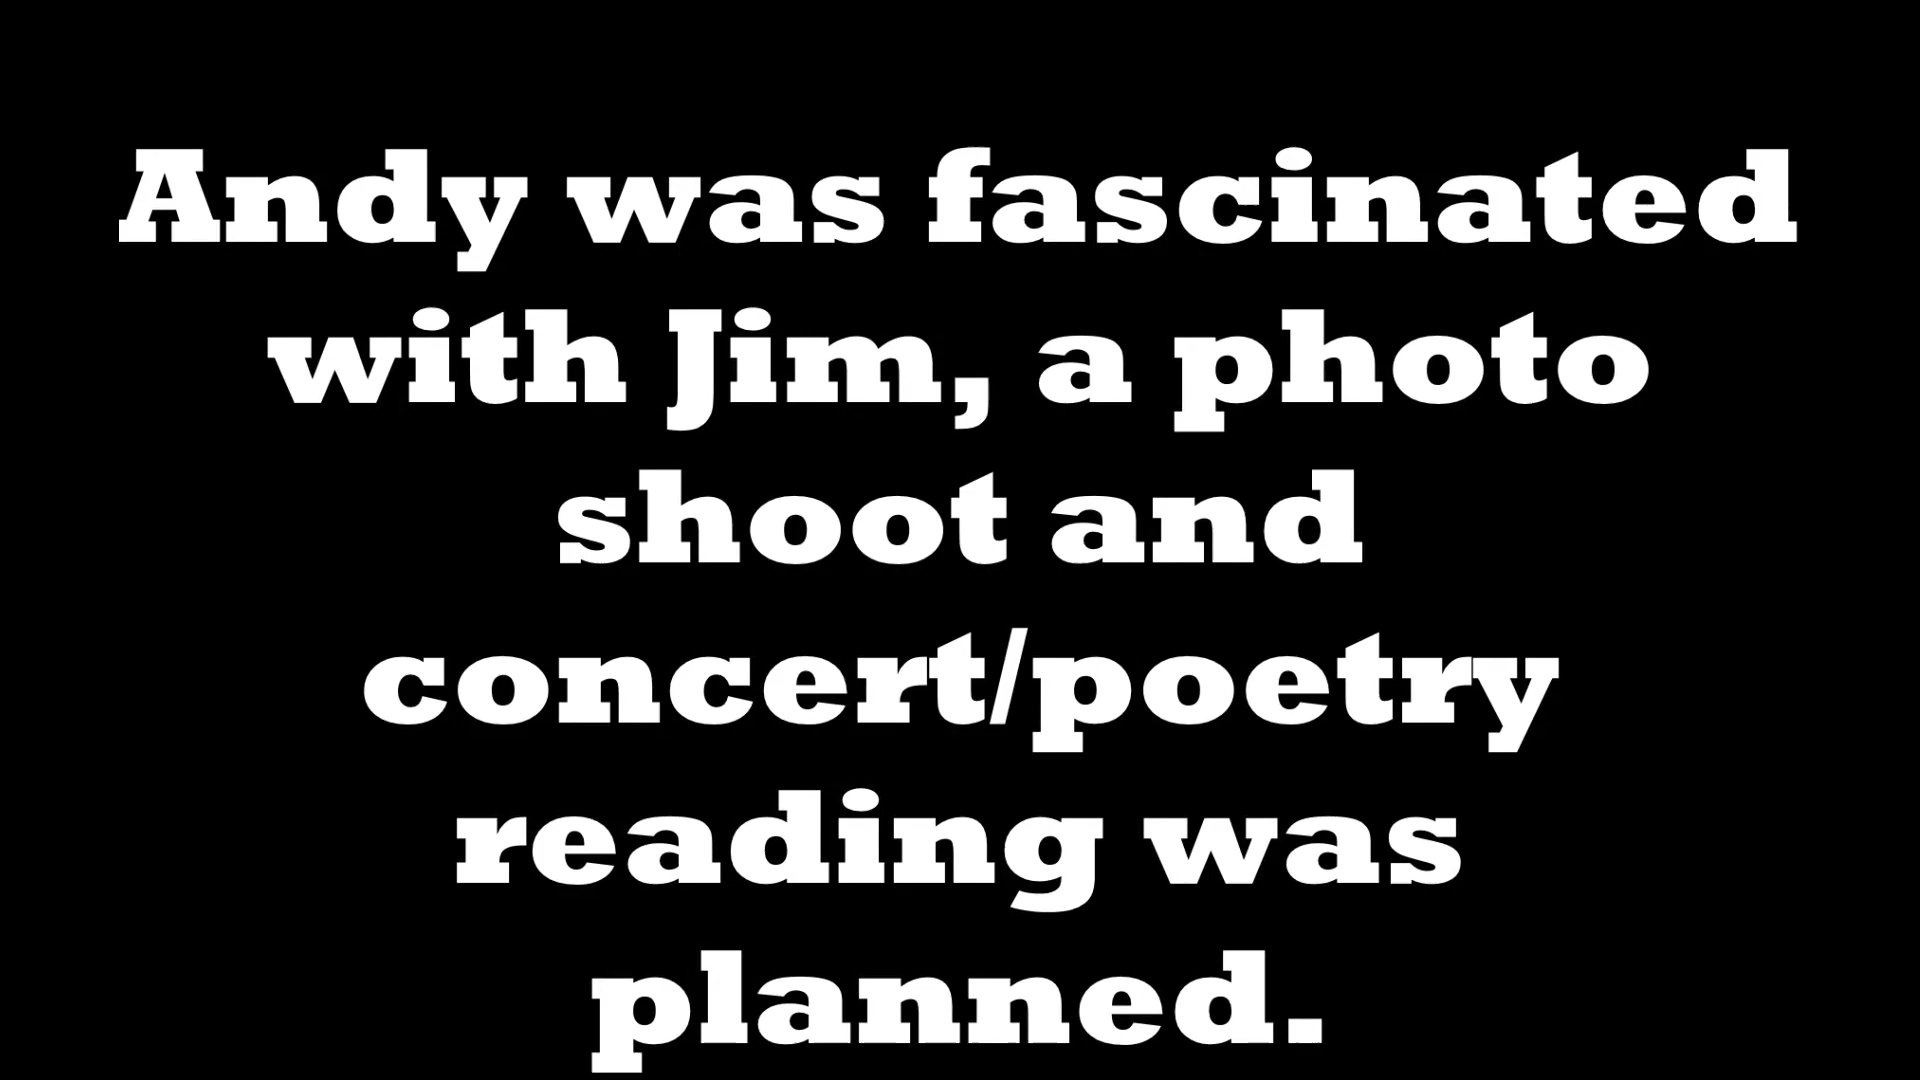 Andy was fascinated
with Jim, a photo
shoot and
concert/poetry
reading was
planned.